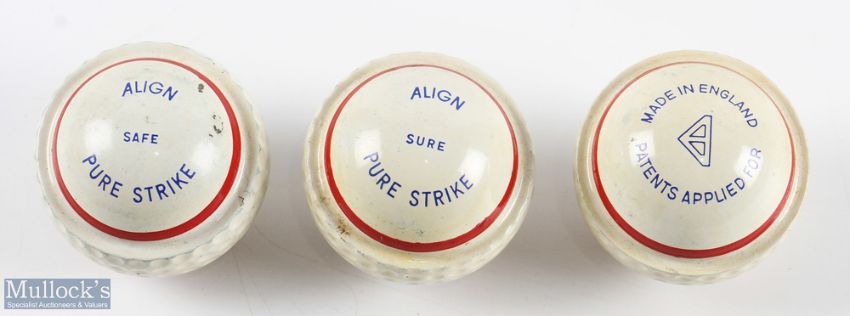 ALIGN
SAFE
PURE STRIKE
ALIGN
SURE
PURE STRIKE
MADE IN ENGLAND
PATENTS APPLIED FOR
Mullock's
Specialist Auctioneers & Valuers